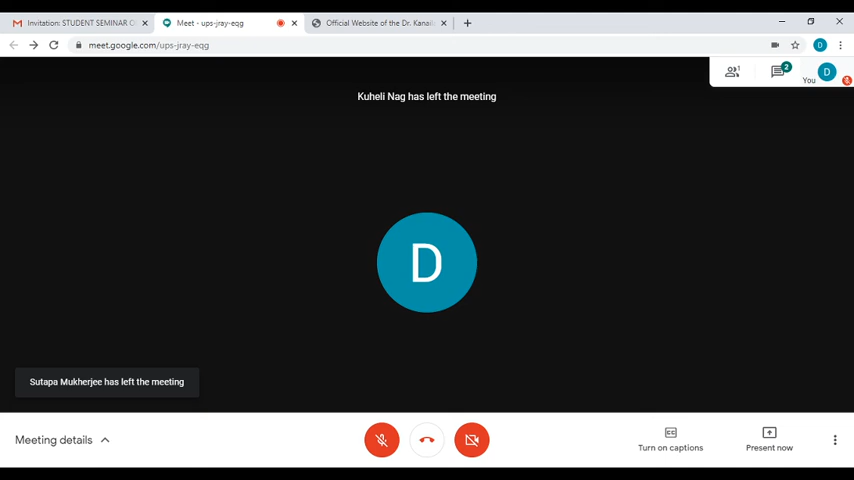 Invitation: STUDENT SEMINAR O
Meet - ups-jray-eqg
Official Website of the Dr. Kanail
meet.google.com/ups-jray-eqg
D
1
2
You
D
Kuheli Nag has left the meeting
D
Sutapa Mukherjee has left the meeting
Meeting details
CC
Turn on captions
Present now